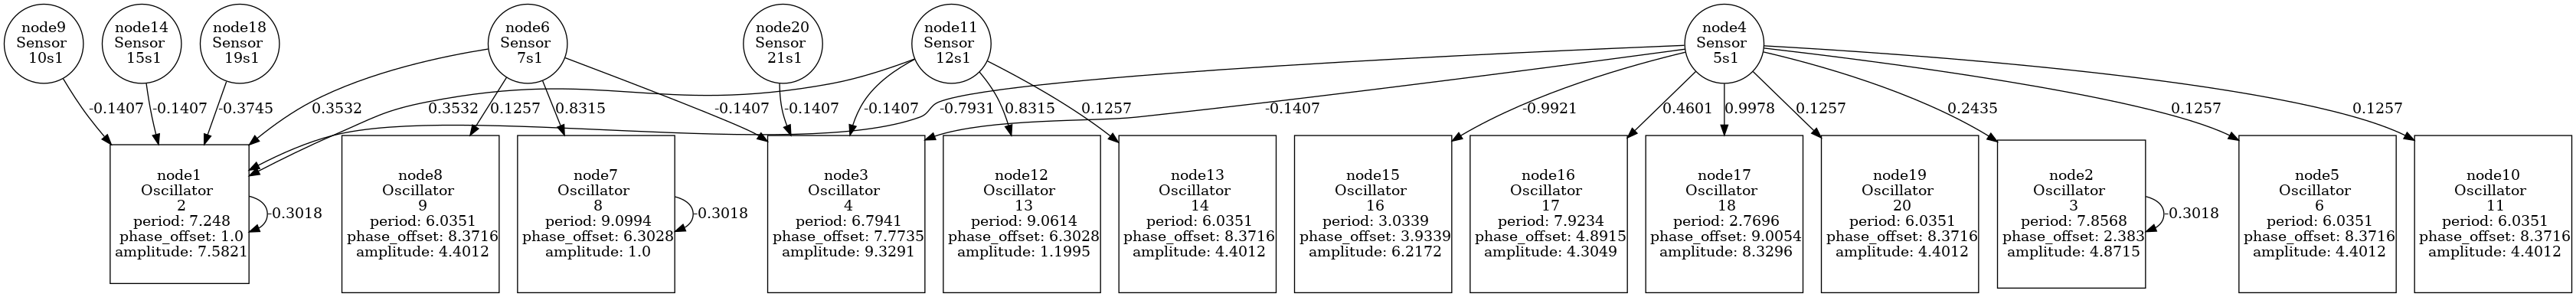 node9
Sensor
10s1
node14
Sensor
15s1
node18
Sensor
19s1
node6
Sensor
7s1
node20
Sensor
21s1
node11
Sensor
12s1
node4
Sensor
5s1
-0.1407
-0.1407
-0.3745
0.3532
0.3532
0.1257
0.8315
-0.1407
-0.1407
-0.1407
-0.7931
0.8315
0.1257
-0.1407
-0.9921
0.4601
0.9978
0.1257
0.2435
0.1257
0.1257
node1
Oscillator
2
period: 7.248
phase_offset: 1.0
amplitude: 7.5821
-0.3018
node8
Oscillator
9
period: 6.0351
phase_offset: 8.3716
amplitude: 4.4012
node7
Oscillator
8
period: 9.0994
phase_offset: 6.3028
amplitude: 1.0
-0.3018
node3
Oscillator
4
period: 6.7941
phase_offset: 7.7735
amplitude: 9.3291
node12
Oscillator
13
period: 9.0614
phase_offset: 6.3028
amplitude: 1.1995
node13
Oscillator
14
period: 6.0351
phase_offset: 8.3716
amplitude: 4.4012
node15
Oscillator
16
period: 3.0339
phase_offset: 3.9339
amplitude: 6.2172
node16
Oscillator
17
period: 7.9234
phase_offset: 4.8915
amplitude: 4.3049
node17
Oscillator
18
period: 2.7696
phase_offset: 9.0054
amplitude: 8.3296
node19
Oscillator
20
period: 6.0351
phase_offset: 8.3716
amplitude: 4.4012
node2
Oscillator
3
period: 7.8568
phase_offset: 2.383
amplitude: 4.8715
-0.3018
node5
Oscillator
6
period: 6.0351
phase_offset: 8.3716
amplitude: 4.4012
node10
Oscillator
11
period: 6.0351
phase_offset: 8.3716
amplitude: 4.4012